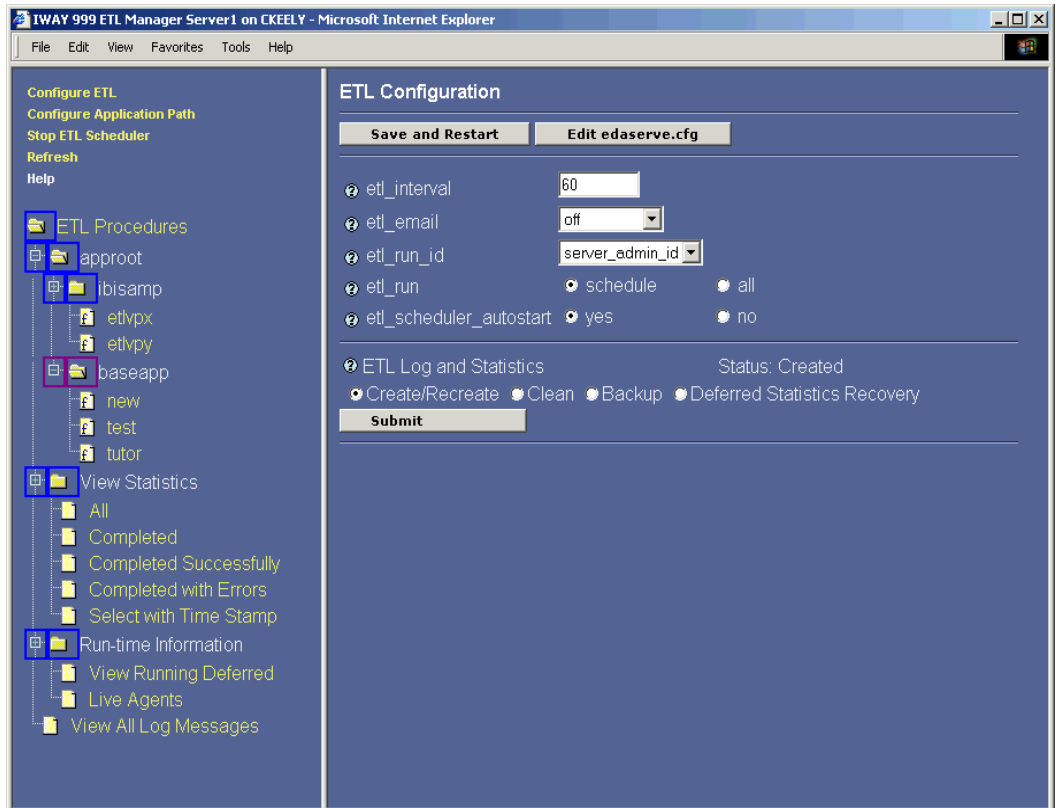 IWAY 999 ETL Manager Server1 on CKEELY - Microsoft Internet Explorer
File Edit View Favorites Tools Help
Configure ETL
Configure Application Path
Stop ETL Scheduler
Refresh
Help
ETL Procedures
approot
ibisamp
etlvpx
etlvpy
baseapp
new
test
tutor
View Statistics
All
Completed
Completed Successfully
Completed with Errors
Select with Time Stamp
Run-time Information
View Running Deferred
Live Agents
View All Log Messages
ETL Configuration
Save and Restart Edit edaserve.cfg
etl_interval 60
etl_email off
etl_run_id server_admin_id
etl_run schedule all
etl_scheduler_autostart yes no
ETL Log and Statistics Status: Created
Create/Recreate Clean Backup Deferred Statistics Recovery
Submit